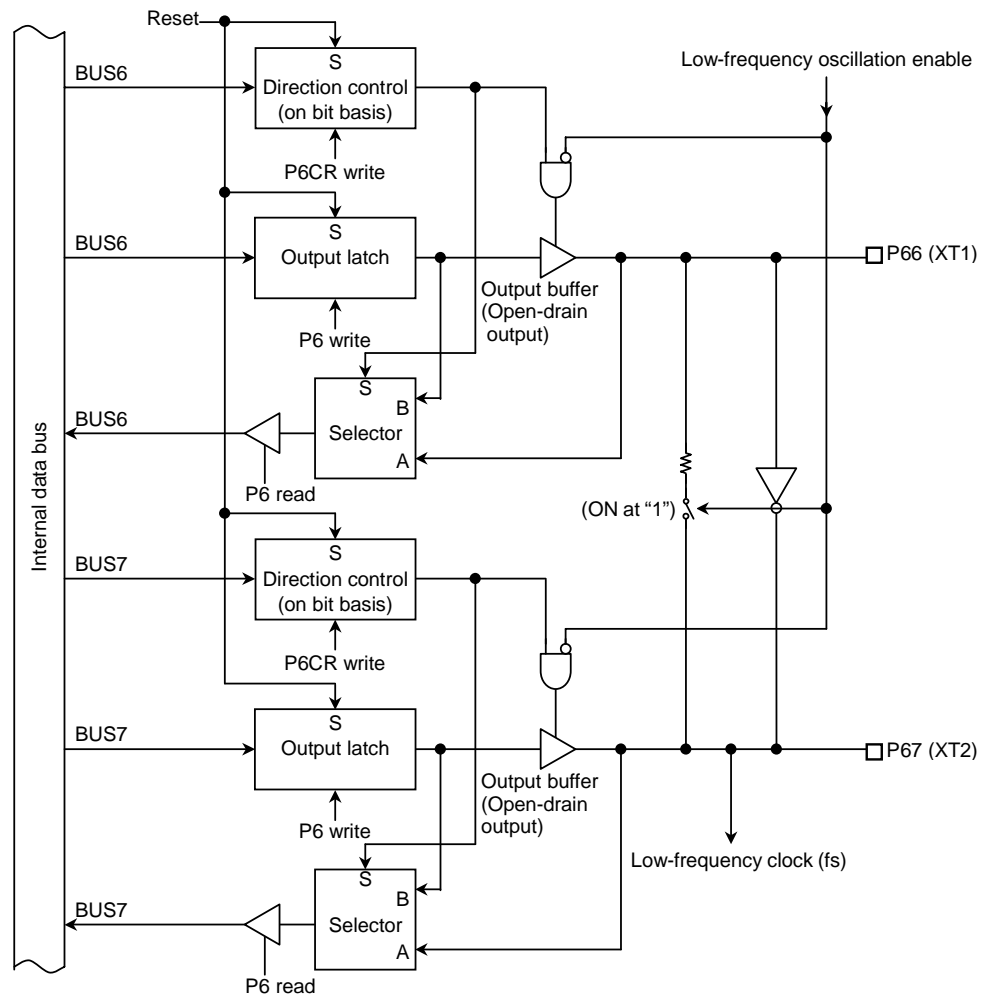 Reset
Low-frequency oscillation enable
BUS6
S
Direction control
(on bit basis)
P6CR write
BUS6
S
Output latch
P66 (XT1)
Output buffer
(Open-drain
output)
P6 write
S
B
BUS6
Selector
A
P6 read
(ON at “1”)
Internal data bus
S
BUS7
Direction control
(on bit basis)
P6CR write
S
BUS7
Output latch
P67 (XT2)
Output buffer
(Open-drain
output)
P6 write
Low-frequency clock (fs)
S
B
BUS7
Selector
A
P6 read